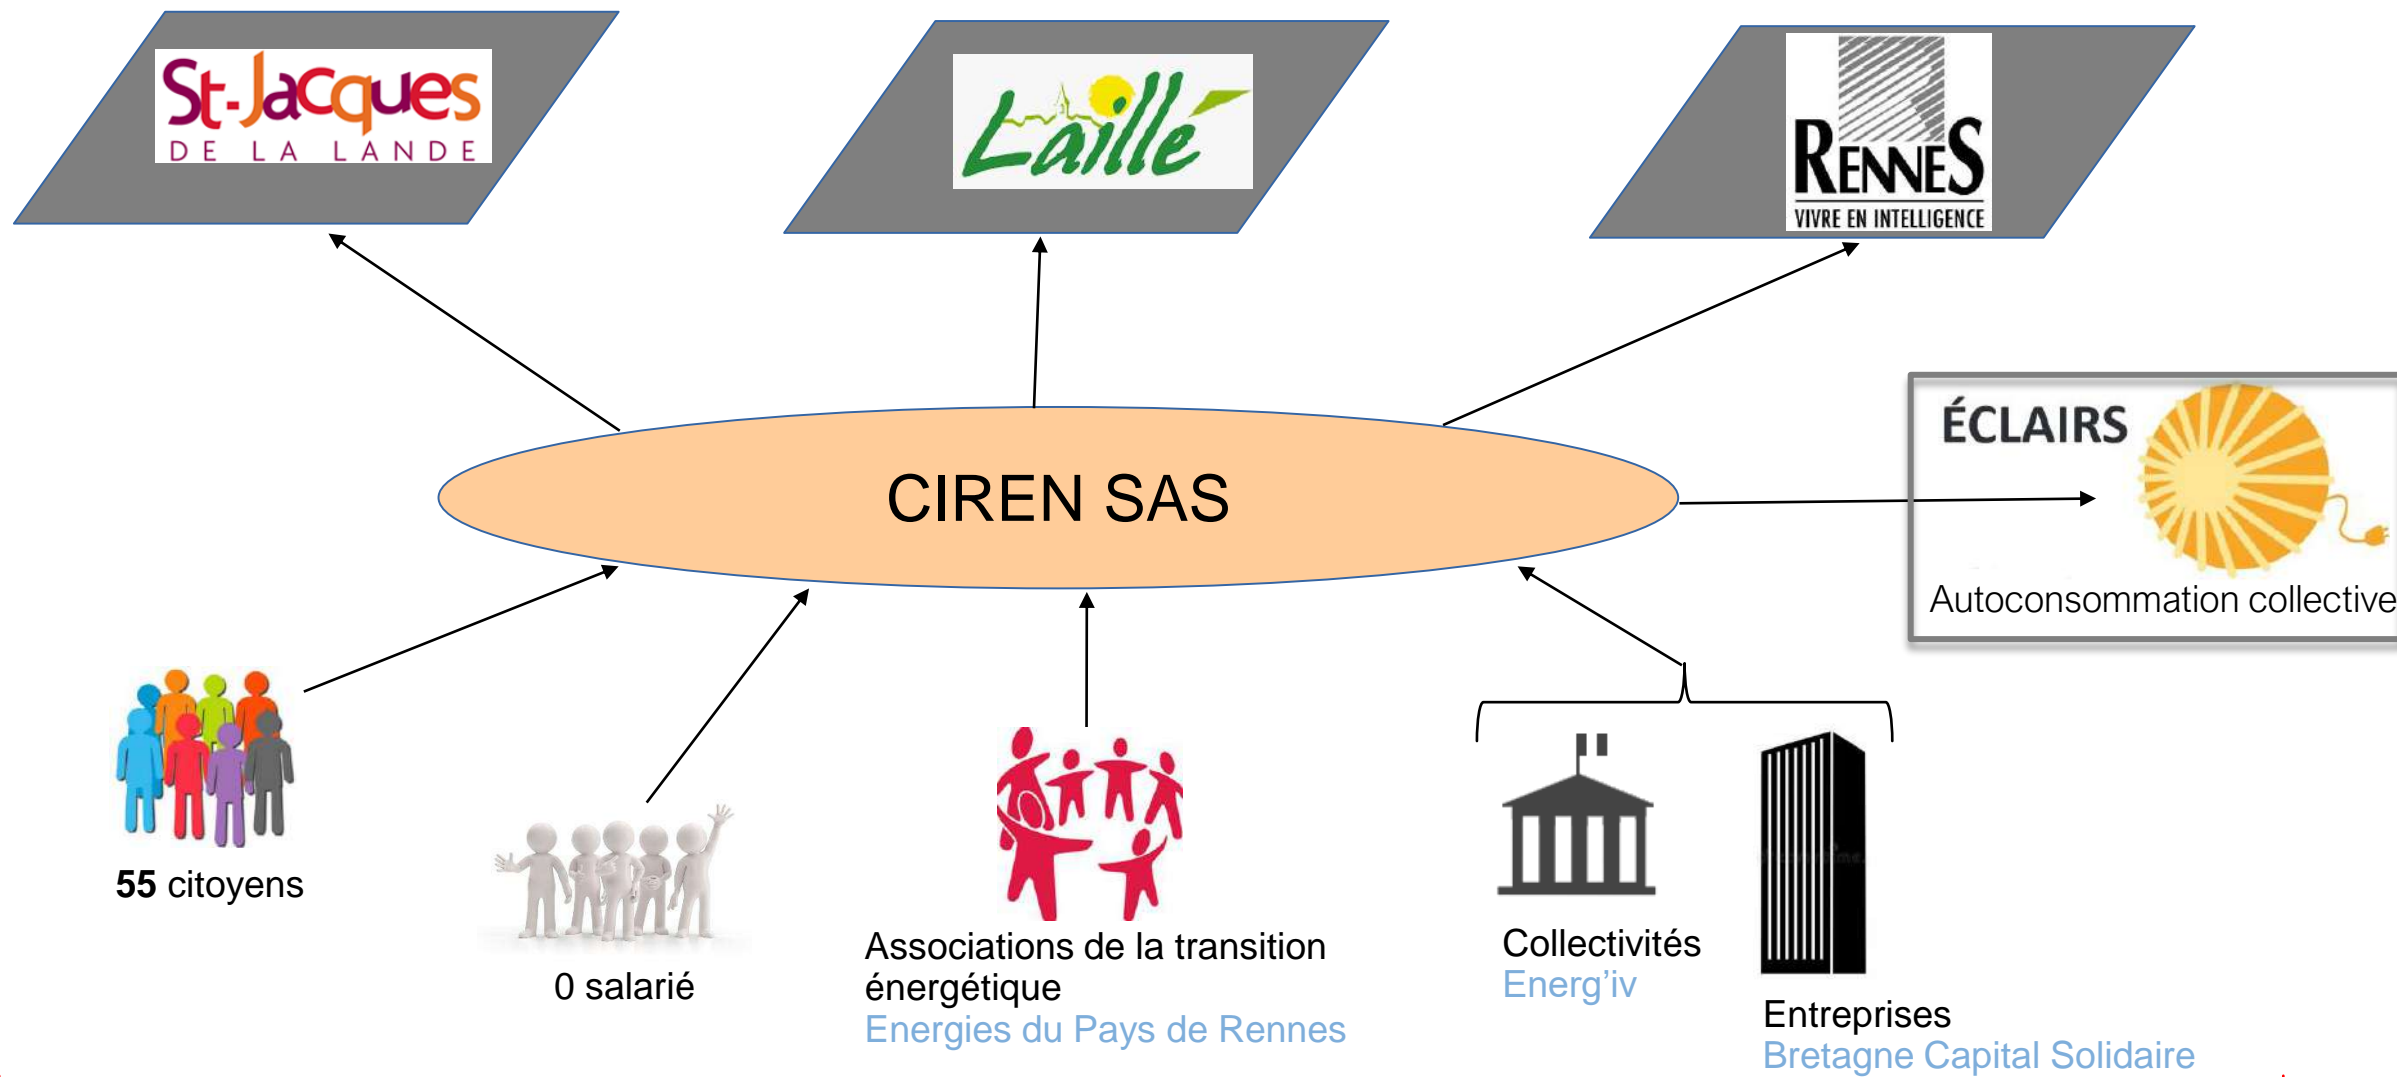 St-Jacques
DE LA LANDE
Laillé
RENNES
VIVRE EN INTELLIGENCE
CIREN SAS
ÉCLAIRS
Autoconsommation collective
55 citoyens
0 salarié
Associations de la transition
énergétique
Energies du Pays de Rennes
Collectivités
Energ'iv
Entreprises
Bretagne Capital Solidaire